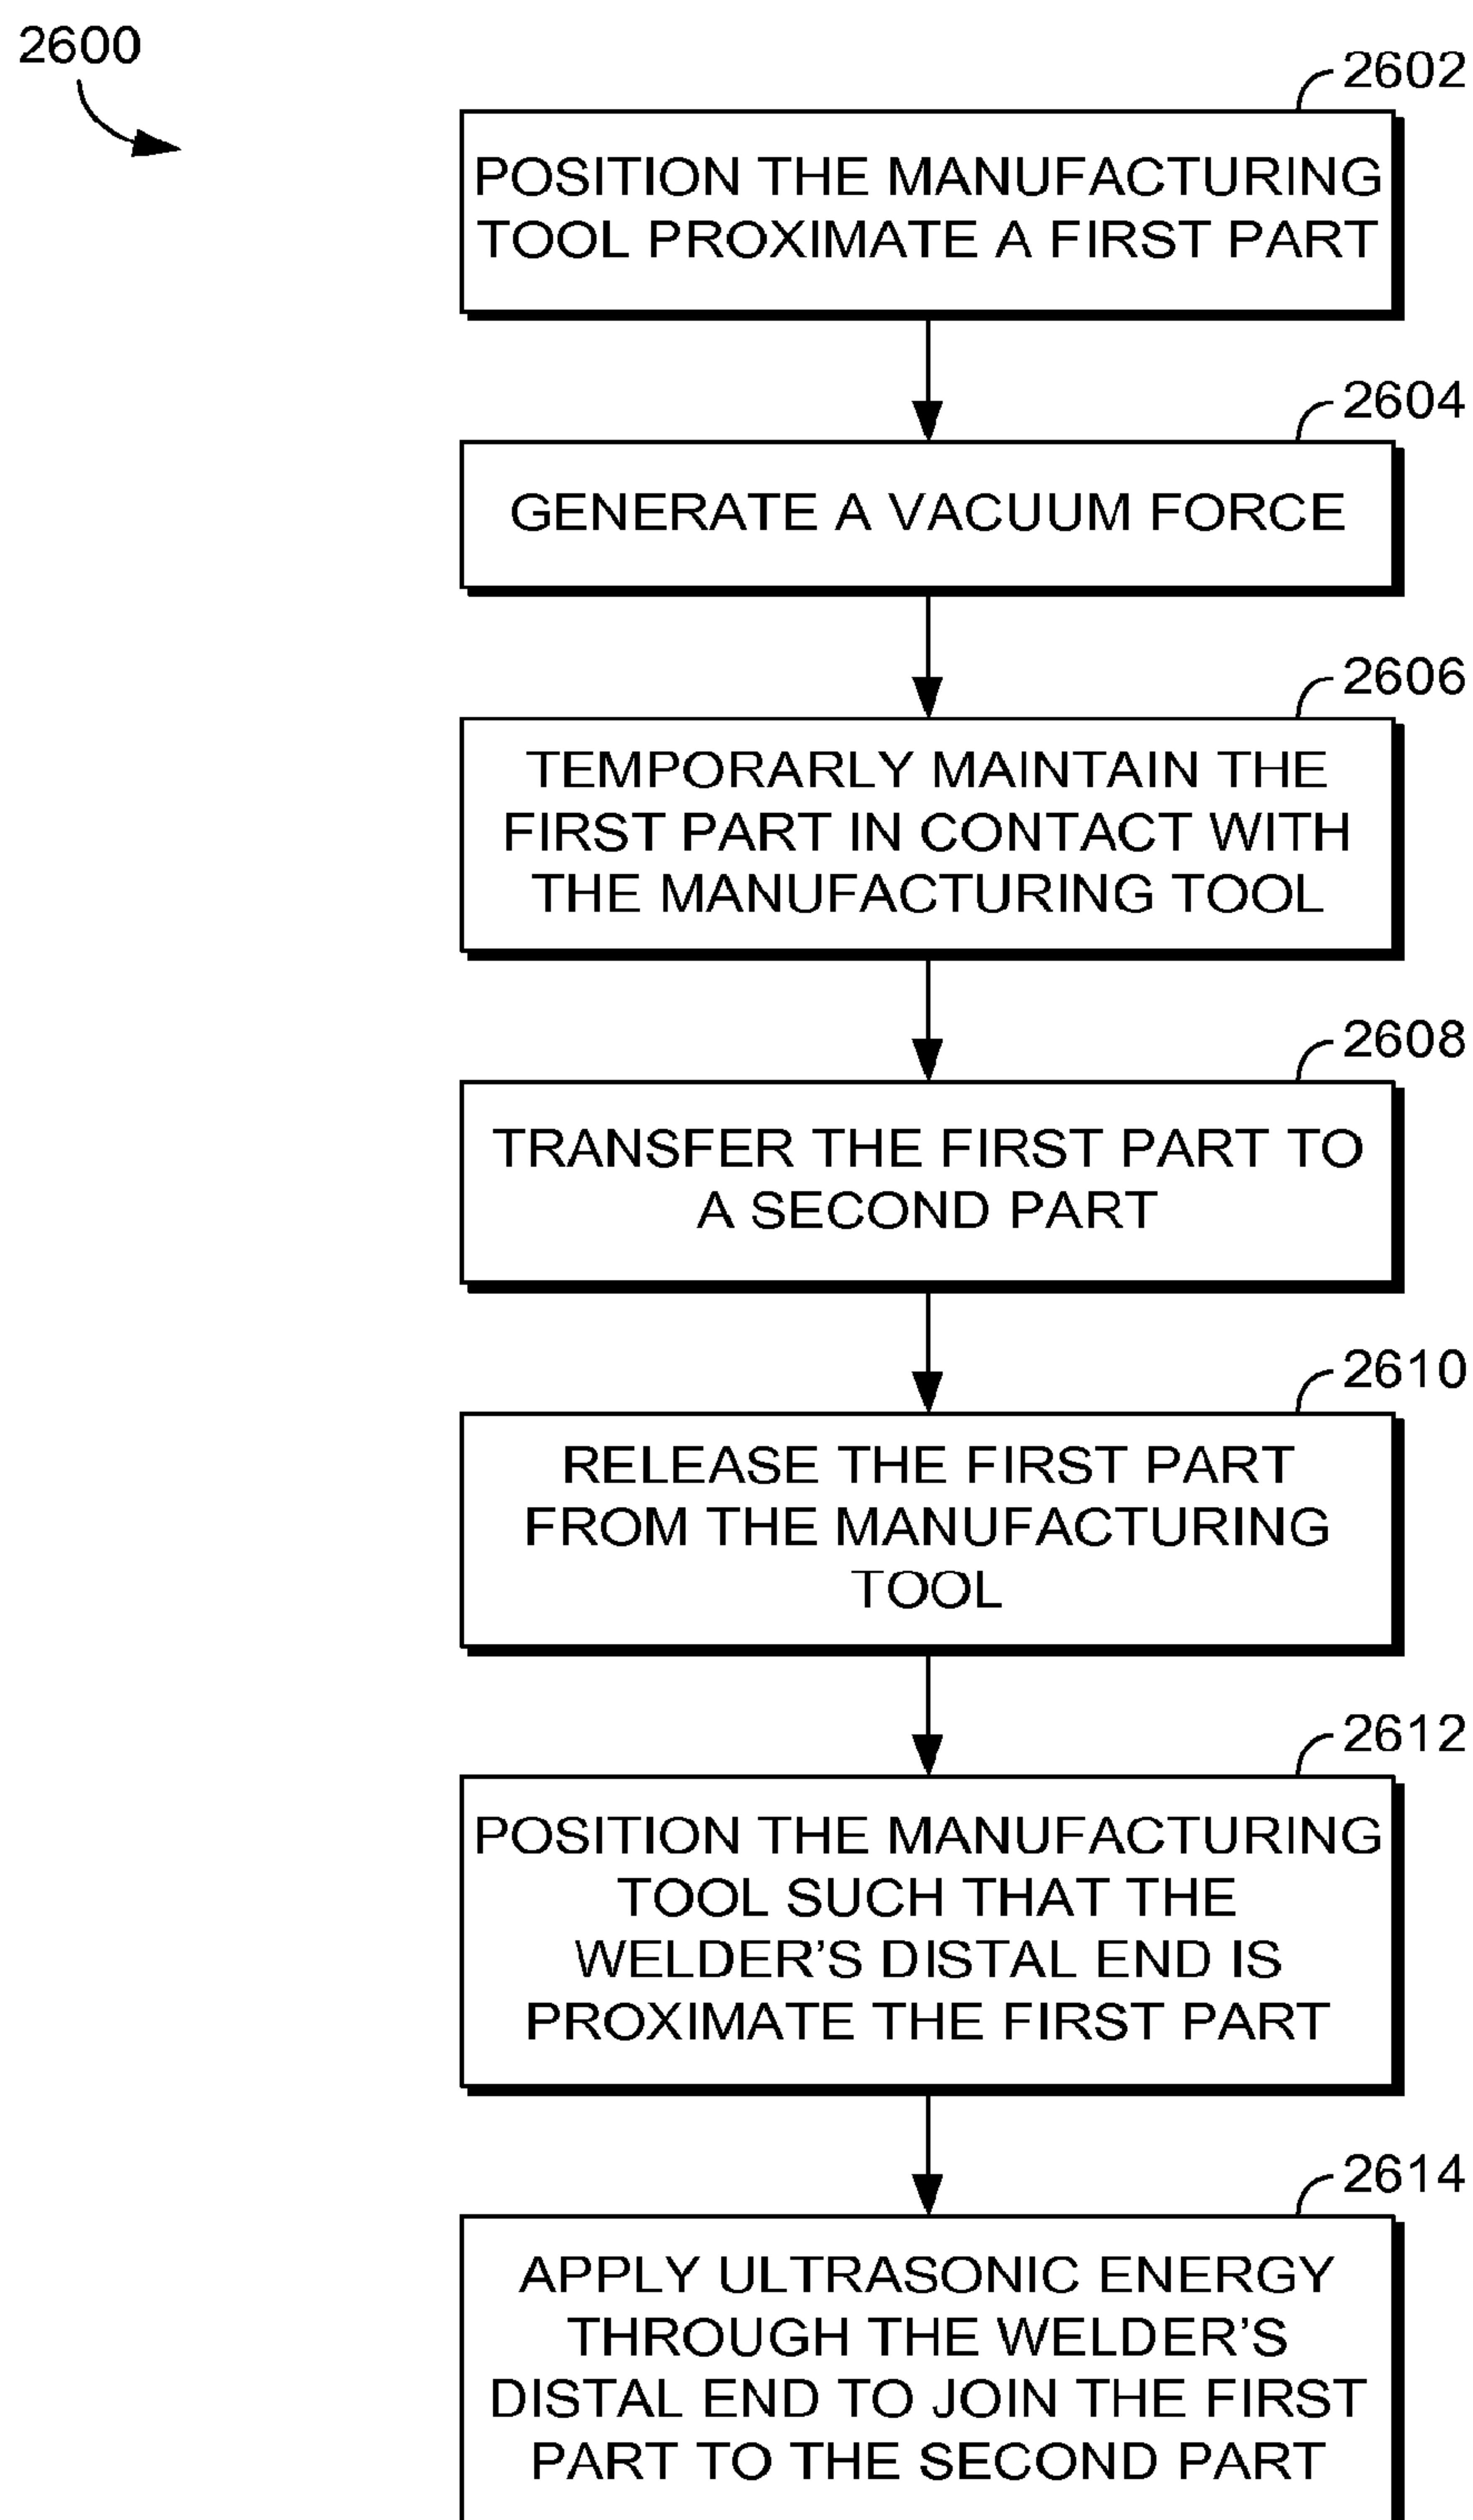 2600
2602
POSITION THE MANUFACTURING
TOOL PROXIMATE A FIRST PART
2604
GENERATE A VACUUM FORCE
2606
TEMPORARLY MAINTAIN THE
FIRST PART IN CONTACT WITH
THE MANUFACTURING TOOL
2608
TRANSFER THE FIRST PART TO
A SECOND PART
2610
RELEASE THE FIRST PART
FROM THE MANUFACTURING
TOOL
2612
POSITION THE MANUFACTURING
TOOL SUCH THAT THE
WELDER’S DISTAL END IS
PROXIMATE THE FIRST PART
2614
APPLY ULTRASONIC ENERGY
THROUGH THE WELDER’S
DISTAL END TO JOIN THE FIRST
PART TO THE SECOND PART